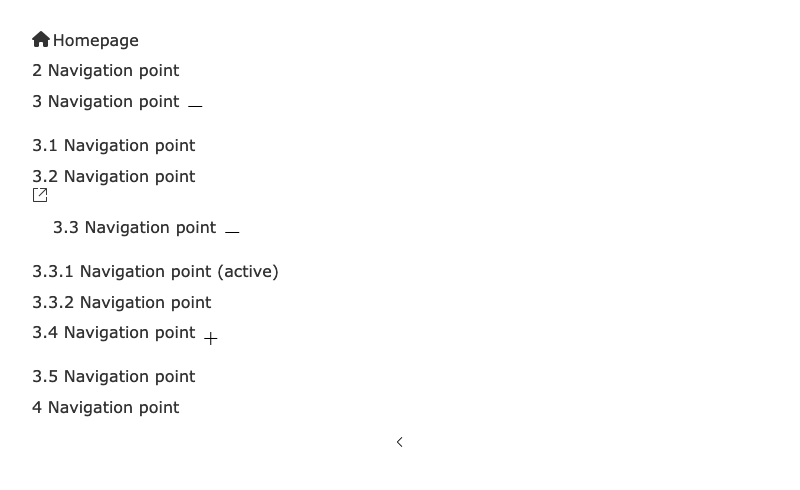 Homepage
2 Navigation point
3 Navigation point
3.1 Navigation point
3.2 Navigation point
3.3 Navigation point
3.3.1 Navigation point (active)
3.3.2 Navigation point
3.4 Navigation point
3.5 Navigation point
4 Navigation point